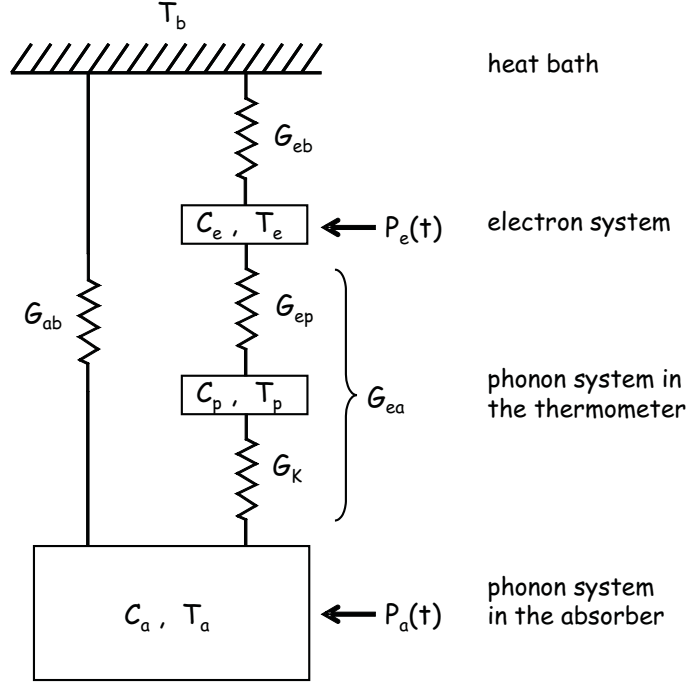 T_b
heat bath
G_eb
C_e , T_e
P_e(t)
electron system
G_ab
G_ep
C_p , T_p
G_ea
phonon system in
the thermometer
G_K
C_a , T_a
P_a(t)
phonon system
in the absorber